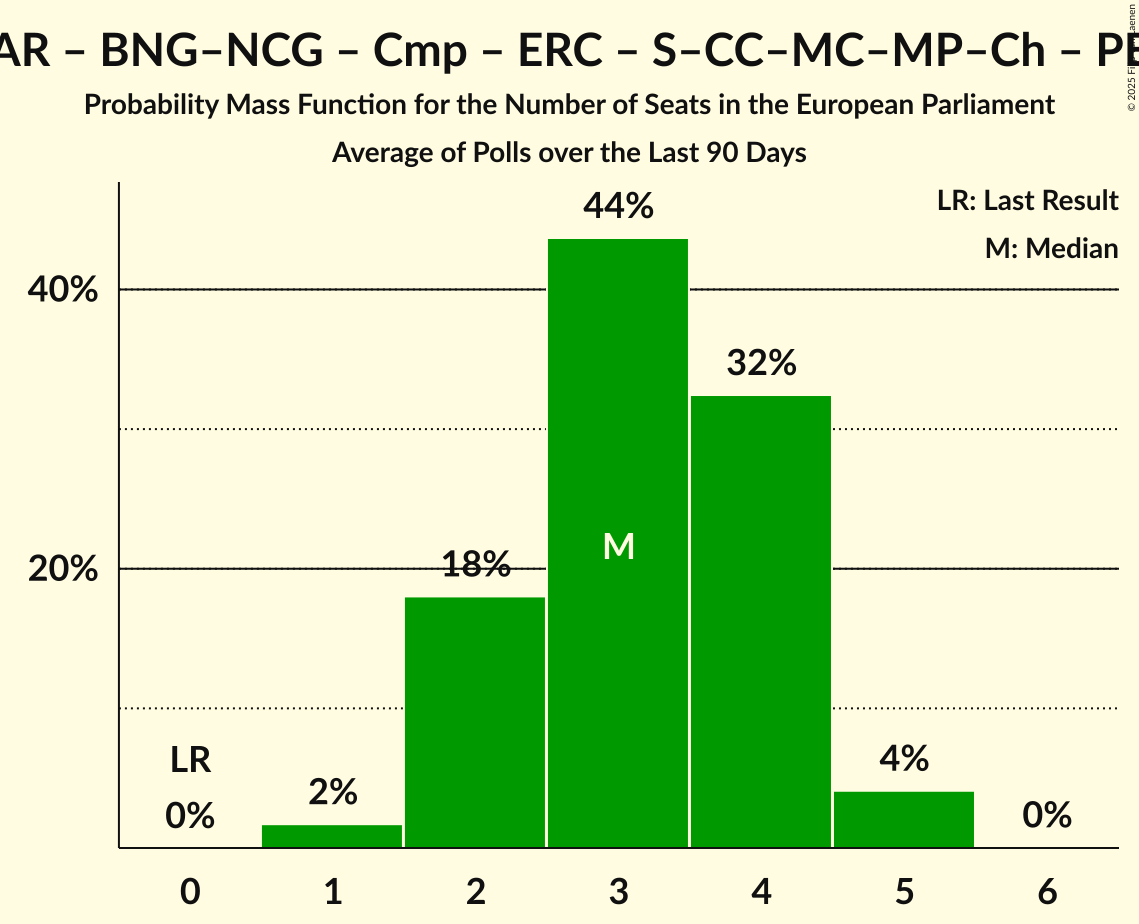 AR – BNG–NCG – Cmp – ERC – S–CC–MC–MP–Ch – PE
Probability Mass Function for the Number of Seats in the European Parliament
Average of Polls over the Last 90 Days
LR: Last Result
M: Median
44%
40%
32%
M
18%
20%
LR
0%
2%
4%
0%
0 1 2 3 4 5 6
© 2025